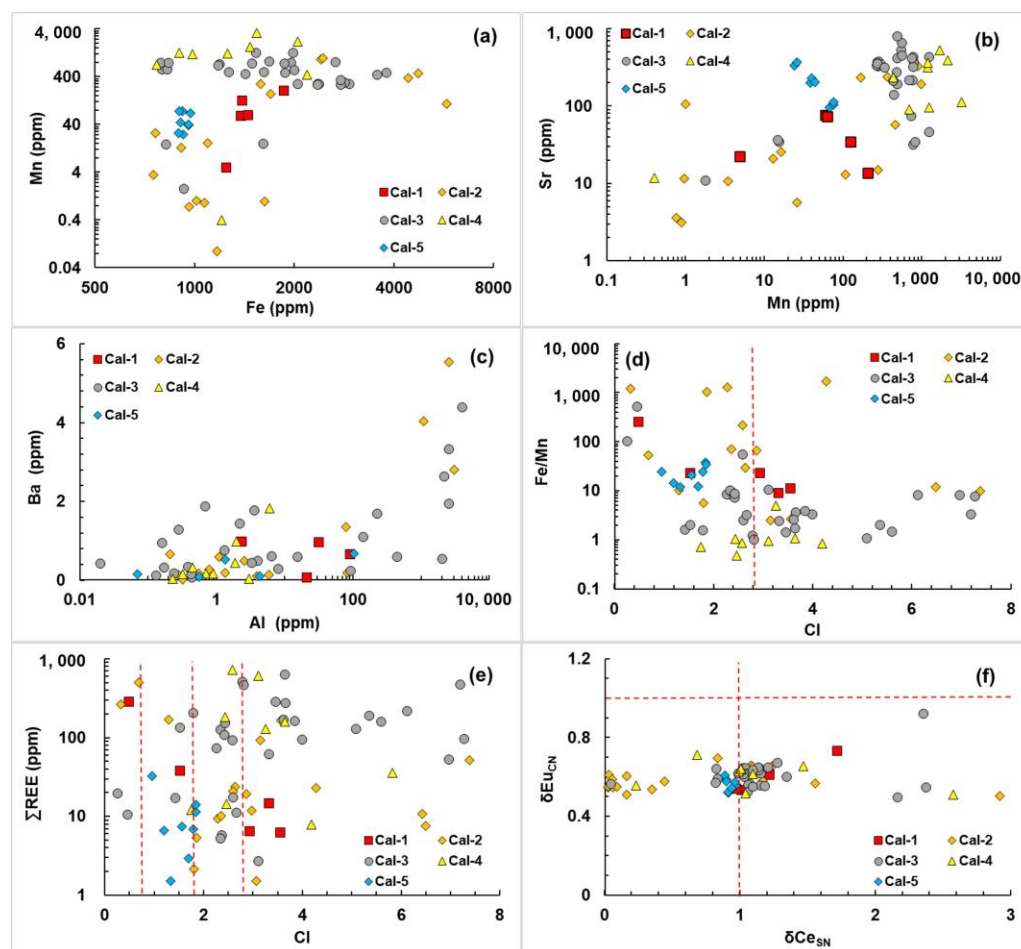 (a)
4, 000
400
40
4
0.4
0.04
Mn (ppm)
500 1000 2000 4000 8000
Fe (ppm)
Cal-1 Cal-2
Cal-3 Cal-4
Cal-5
(b)
1, 000
100
10
1
Sr (ppm)
0.1 1 10 100 1, 000 10, 000
Mn (ppm)
Cal-1 Cal-2
Cal-3 Cal-4
Cal-5
(c)
6
4
2
0
Ba (ppm)
0.01 1 100 10, 000
Al (ppm)
Cal-1 Cal-2
Cal-3 Cal-4
Cal-5
(d)
10, 000
1, 000
100
10
1
0.1
Fe/Mn
0 2 4 6 8
CI
Cal-1 Cal-2
Cal-3 Cal-4
Cal-5
(e)
1, 000
100
10
1
∑REE (ppm)
0 2 4 6 8
CI
Cal-1 Cal-2
Cal-3 Cal-4
Cal-5
(f)
1.2
0.8
0.4
0
δEuCN
0 1 2 3
δCeSN
Cal-1 Cal-2
Cal-3 Cal-4
Cal-5